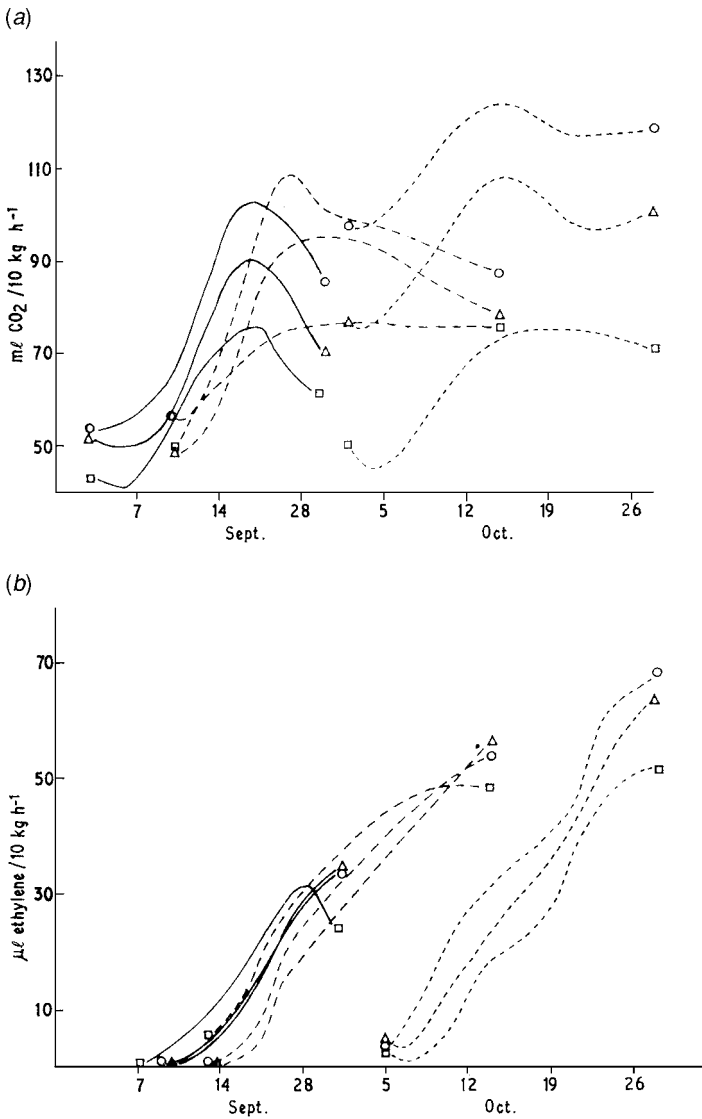 (a)
130
110
90
70
50
mℓ CO₂ /10 kg h⁻¹
7 14 28 5 12 19 26
Sept. Oct.
(b)
70
50
30
10
µℓ ethylene/10 kg h⁻¹
7 14 28 5 12 19 26
Sept. Oct.